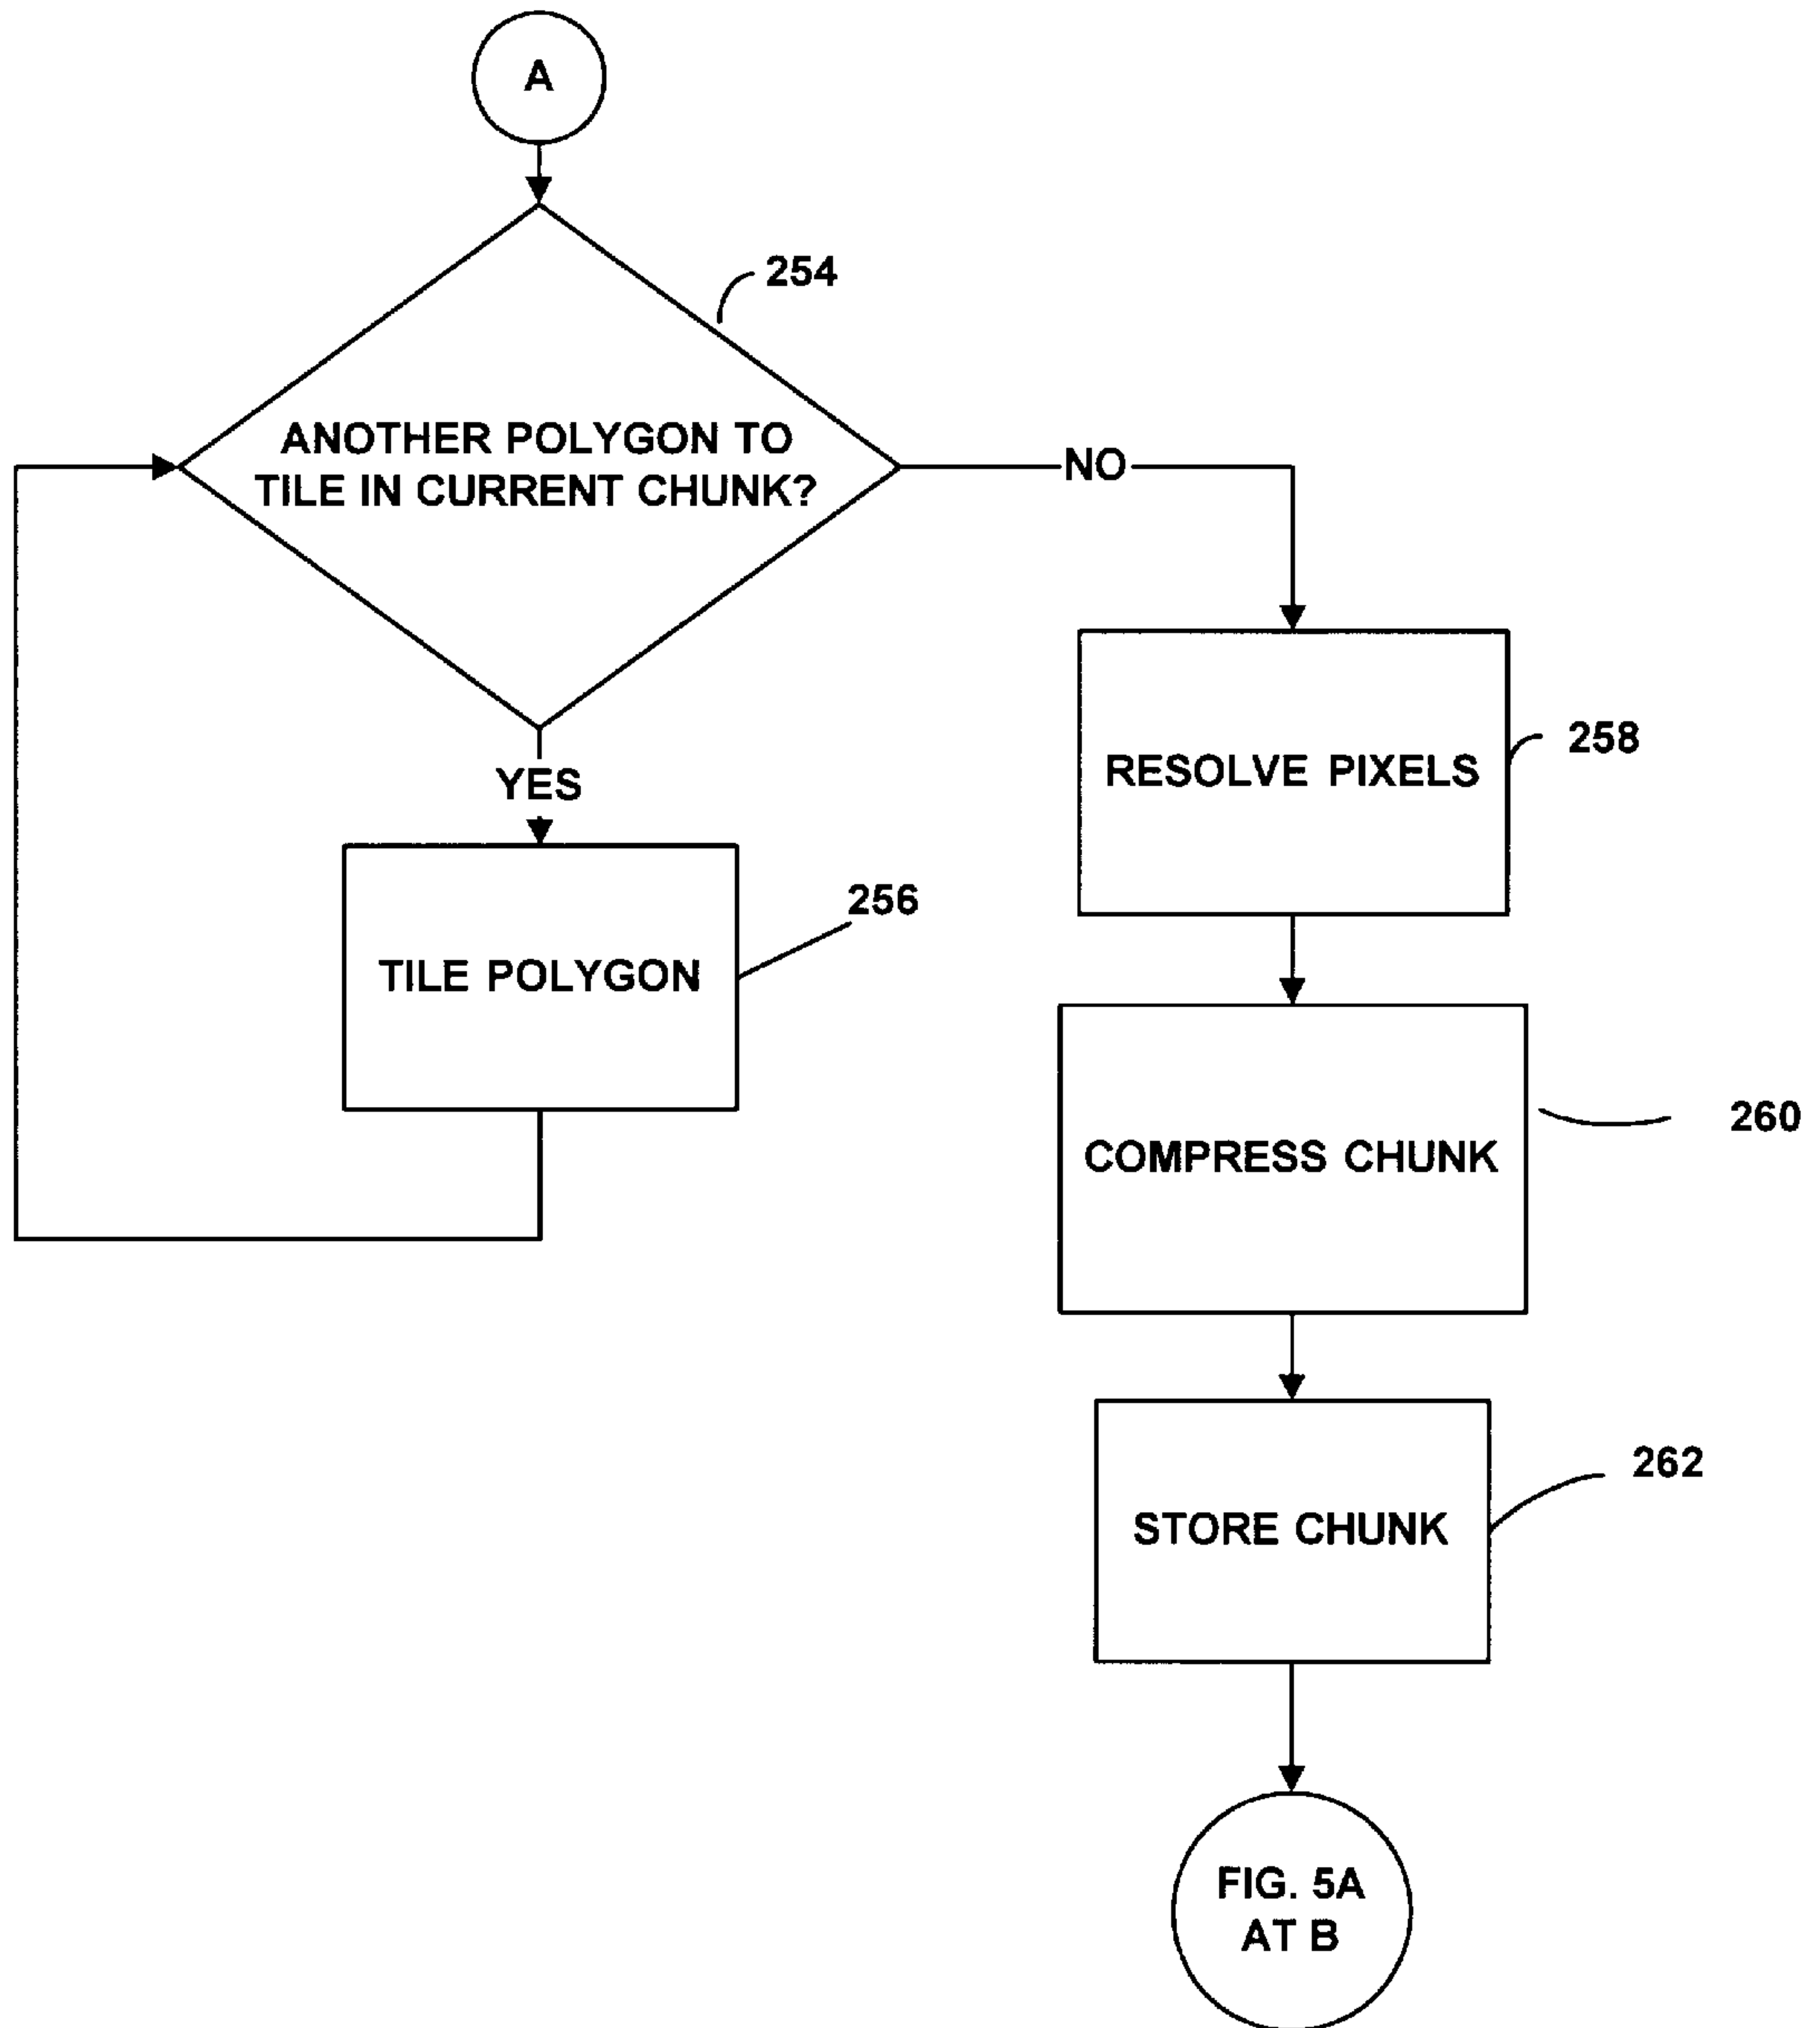 A
254
ANOTHER POLYGON TO
TILE IN CURRENT CHUNK?
NO
YES
258
RESOLVE PIXELS
256
TILE POLYGON
260
COMPRESS CHUNK
262
STORE CHUNK
FIG. 5A
AT B